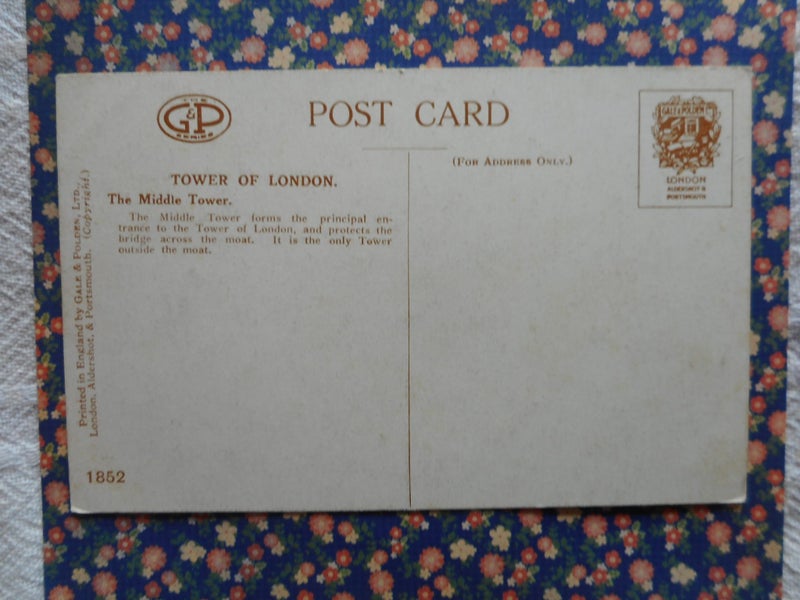 THE
G&P
SERIES
POST CARD
GALE & POLDEN LTD
LONDON
ALDERSHOT &
PORTSMOUTH
(For Address Only.)
TOWER OF LONDON.
The Middle Tower.
The Middle Tower forms the principal en-
trance to the Tower of London, and protects the
bridge across the moat. It is the only Tower
outside the moat.
Printed in England by Gale & Polden, Ltd.,
London, Aldershot, & Portsmouth. (Copyright.)
1852